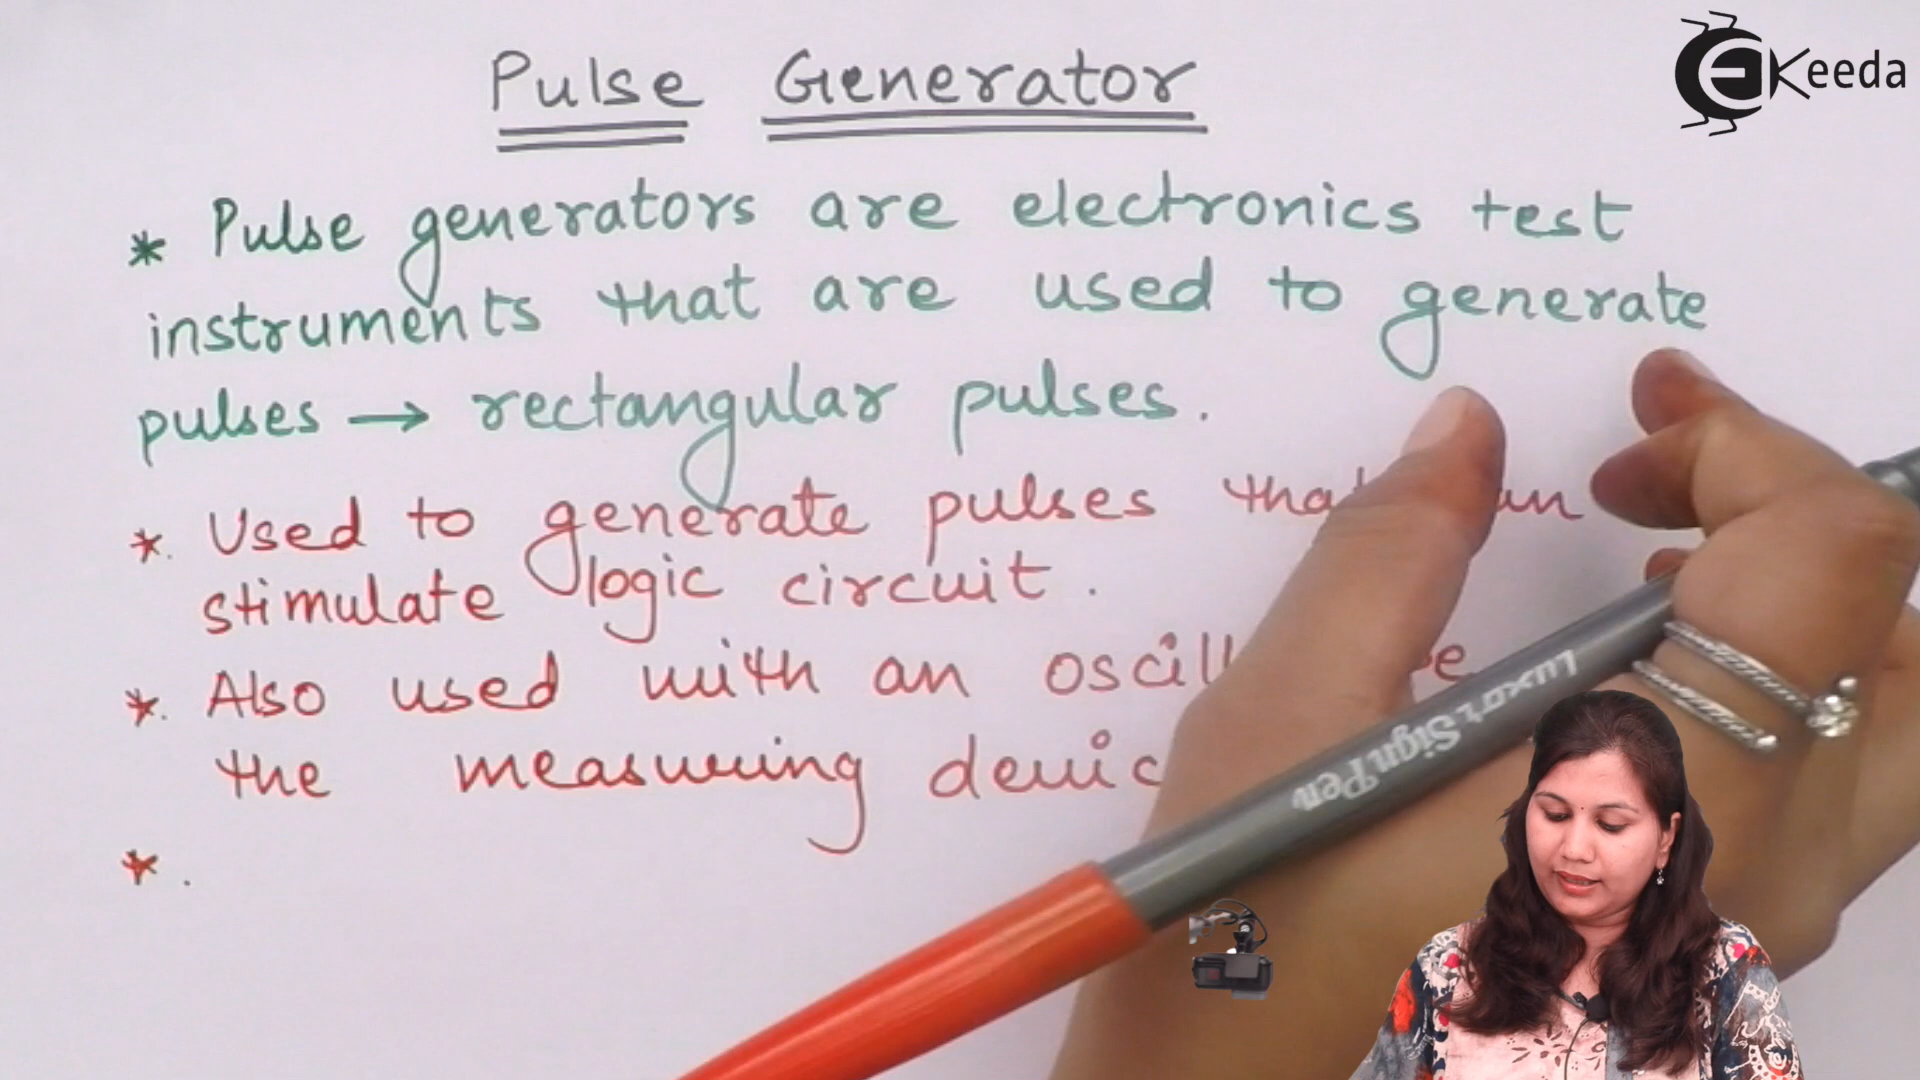 Pulse Generator
EKeeda
* Pulse generators are electronics test
instruments that are used to generate
pulses → rectangular pulses.
*. Used to generate pulses
stimulate logic circuit.
*. Also used with an
the measuring
*.
Luxor Sign Pen